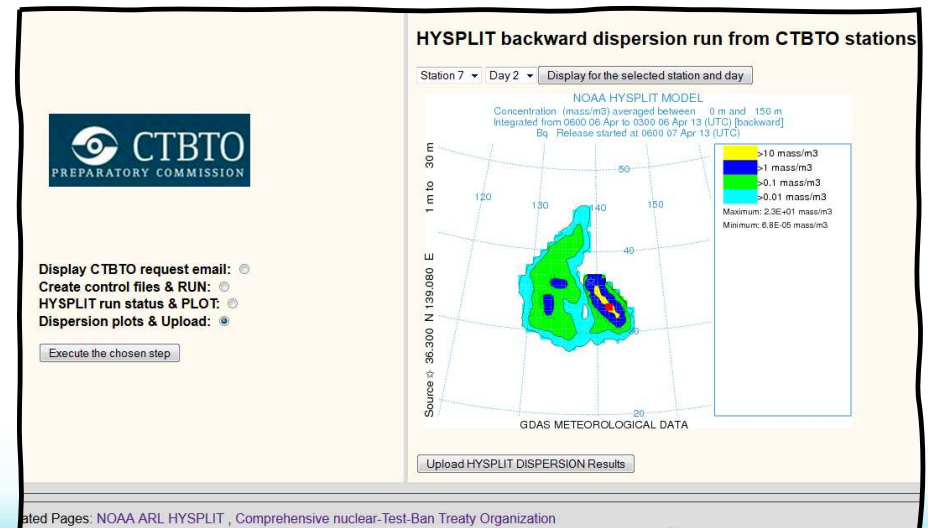 HYSPLIT backward dispersion run from CTBTO stations
Station 7 Day 2 Display for the selected station and day
CTBTO
PREPARATORY COMMISSION
Display CTBTO request email:
Create control files & RUN:
HYSPLIT run status & PLOT:
Dispersion plots & Upload:
Execute the chosen step
NOAA HYSPLIT MODEL
Concentration (mass/m3) averaged between 0 m and 150 m
Integrated from 0600 06 Apr to 0300 06 Apr 13 (UTC) [backward]
Bq Release started at 0600 07 Apr 13 (UTC)
Source ☆ 36.300 N 139.080 E 1 m to 30 m
50
120 130 140 150
40
30
20
>10 mass/m3
>1 mass/m3
>0.1 mass/m3
>0.01 mass/m3
Maximum: 2.3E+01 mass/m3
Minimum: 6.8E-05 mass/m3
GDAS METEOROLOGICAL DATA
Upload HYSPLIT DISPERSION Results
ated Pages: NOAA ARL HYSPLIT , Comprehensive nuclear-Test-Ban Treaty Organization